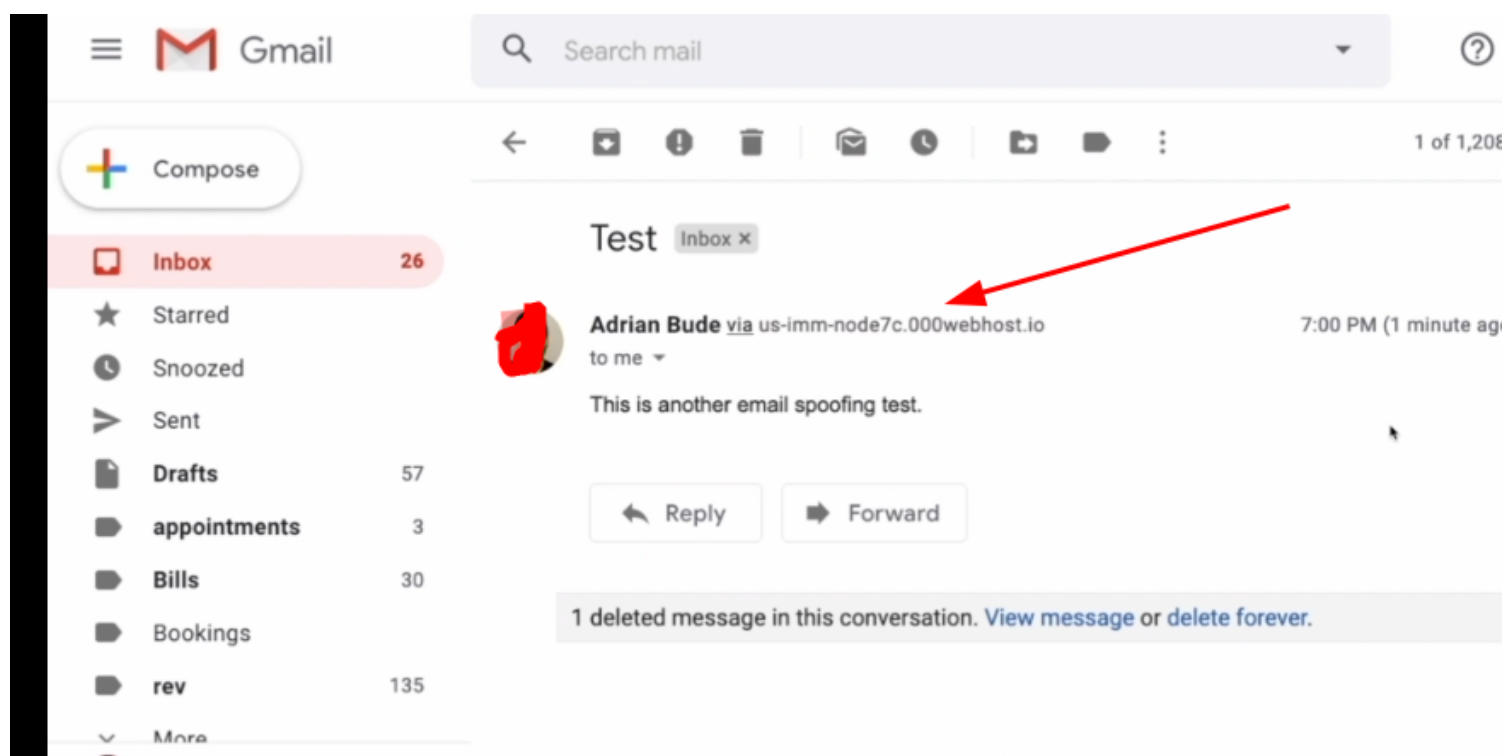 Gmail
Search mail
1 of 1,208
Compose
Test Inbox ×
Inbox 26
Adrian Bude via us-imm-node7c.000webhost.io 7:00 PM (1 minute ag
Starred
to me
Snoozed
This is another email spoofing test.
Sent
Drafts 57
Reply Forward
appointments 3
Bills 30
1 deleted message in this conversation. View message or delete forever.
Bookings
rev 135
More